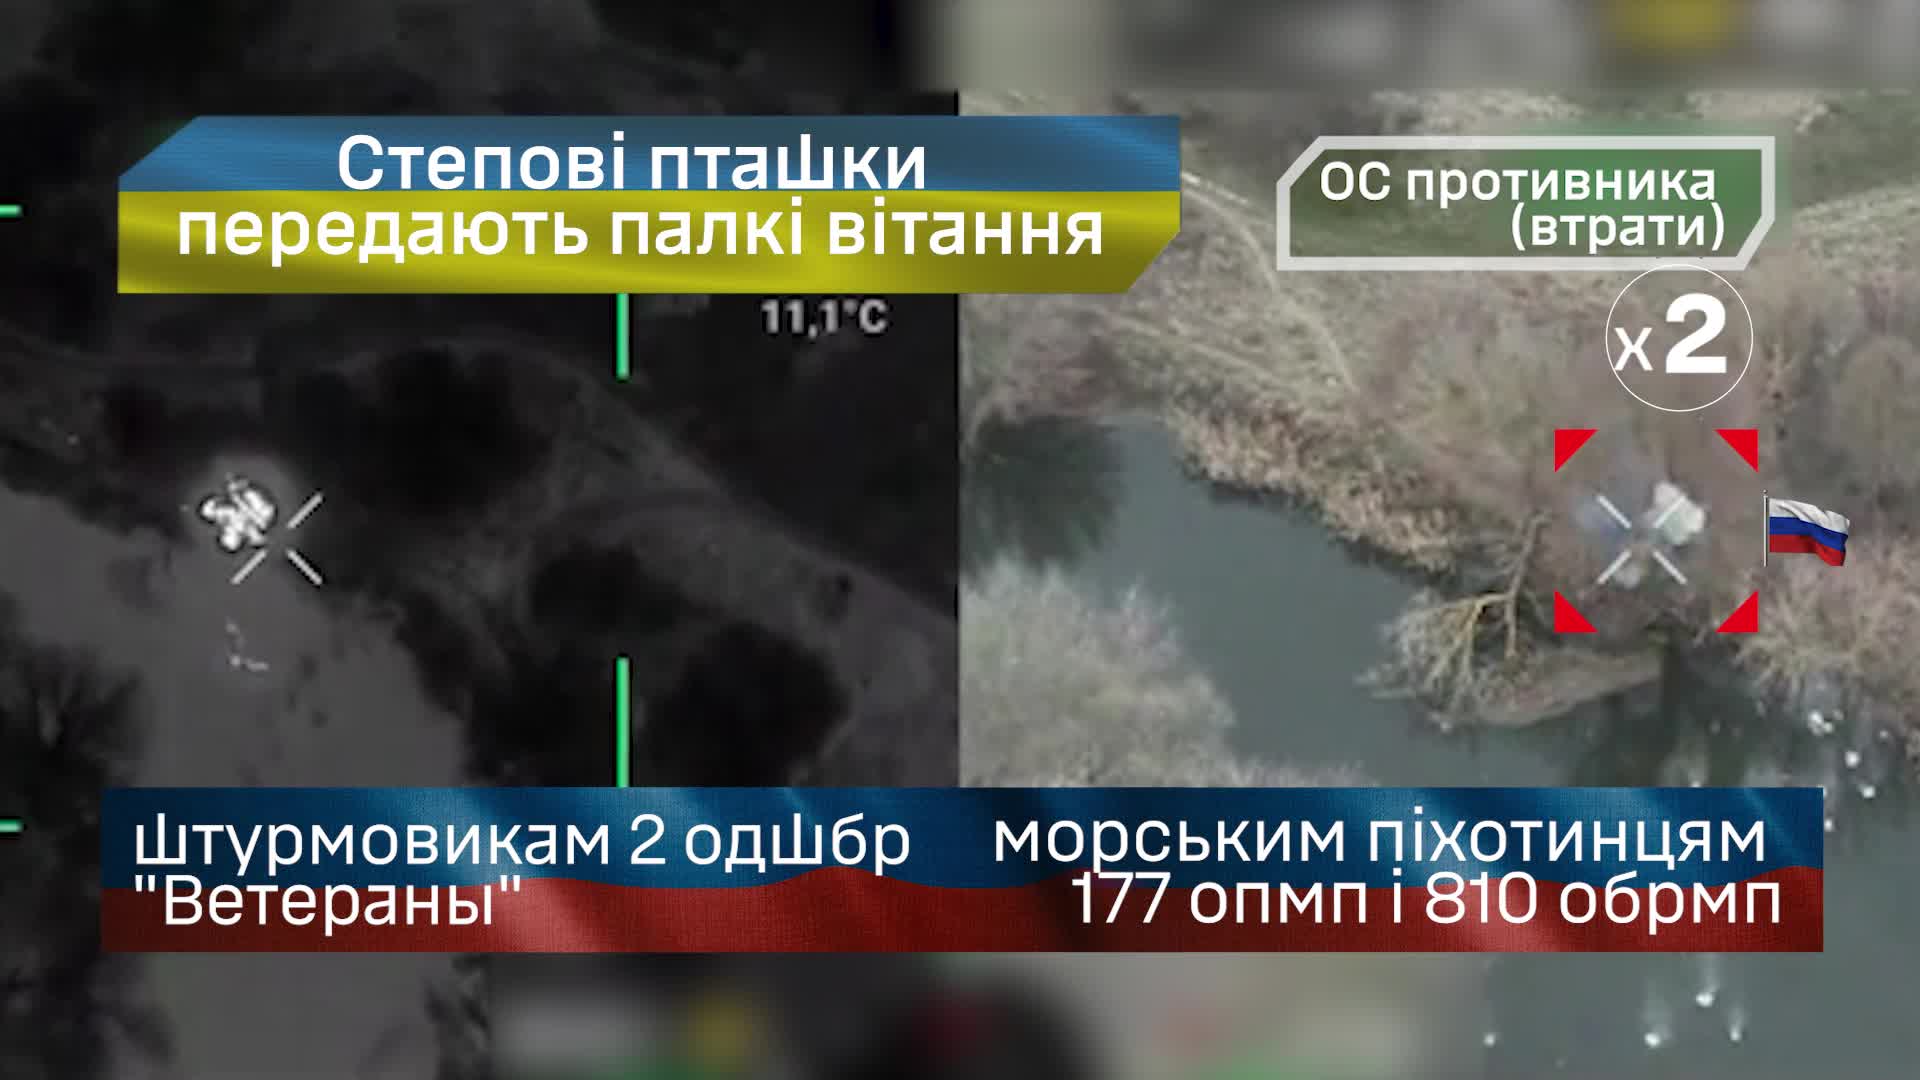 Степові пташки
передають палкі вітання
ОС противника
(втрати)
x2
11,1°C
штурмовикам 2 одшбр
"Ветераны"
морським піхотинцям
177 опмп і 810 обрмп